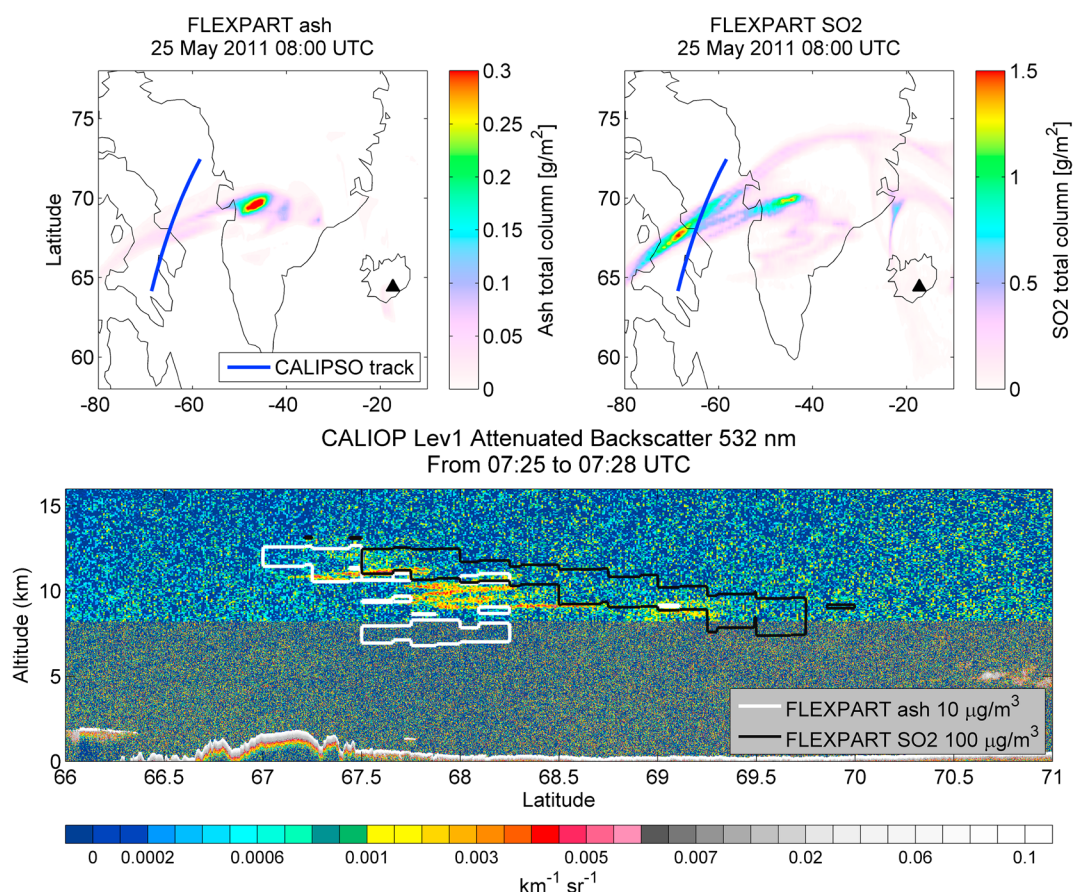 FLEXPART ash
25 May 2011 08:00 UTC
FLEXPART SO2
25 May 2011 08:00 UTC
Latitude
75
70
65
60
-80
-60
-40
-20
CALIPSO track
0.3
0.25
0.2
0.15
0.1
0.05
0
Ash total column [g/m²]
75
70
65
60
-80
-60
-40
-20
1.5
1
0.5
0
SO2 total column [g/m²]
CALIOP Lev1 Attenuated Backscatter 532 nm
From 07:25 to 07:28 UTC
Altitude (km)
15
10
5
0
FLEXPART ash 10 μg/m³
FLEXPART SO2 100 μg/m³
66 66.5 67 67.5 68 68.5 69 69.5 70 70.5 71
Latitude
0 0.0002 0.0006 0.001 0.003 0.005 0.007 0.02 0.06 0.1
km⁻¹ sr⁻¹